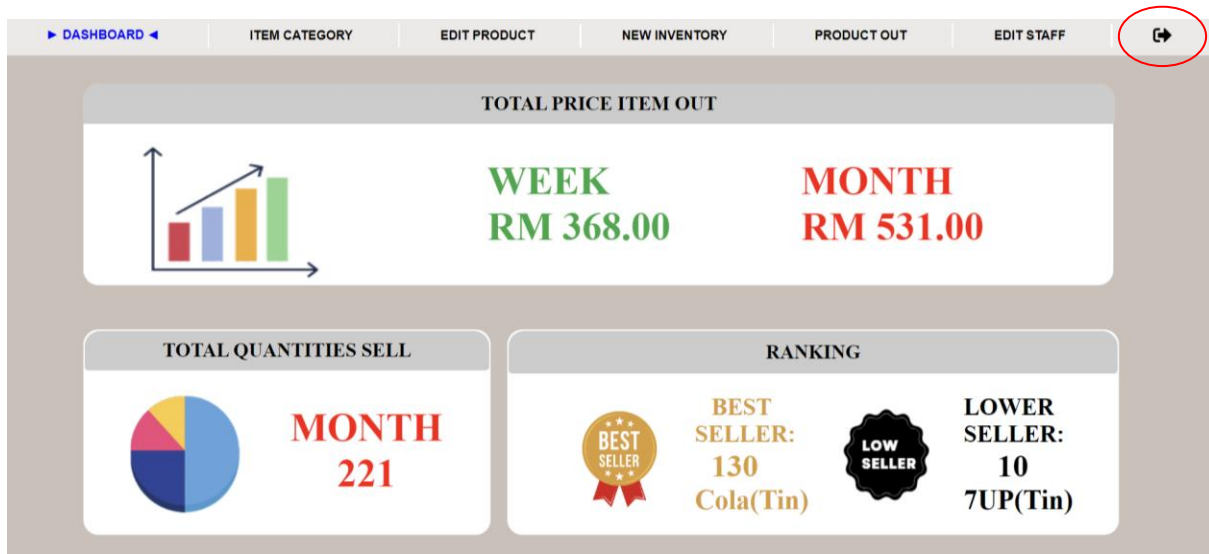 ► DASHBOARD ◄ ITEM CATEGORY EDIT PRODUCT NEW INVENTORY PRODUCT OUT EDIT STAFF
TOTAL PRICE ITEM OUT
WEEK
RM 368.00
MONTH
RM 531.00
TOTAL QUANTITIES SELL
MONTH
221
RANKING
BEST
SELLER
BEST
SELLER:
130
Cola(Tin)
LOW
SELLER
LOWER
SELLER:
10
7UP(Tin)